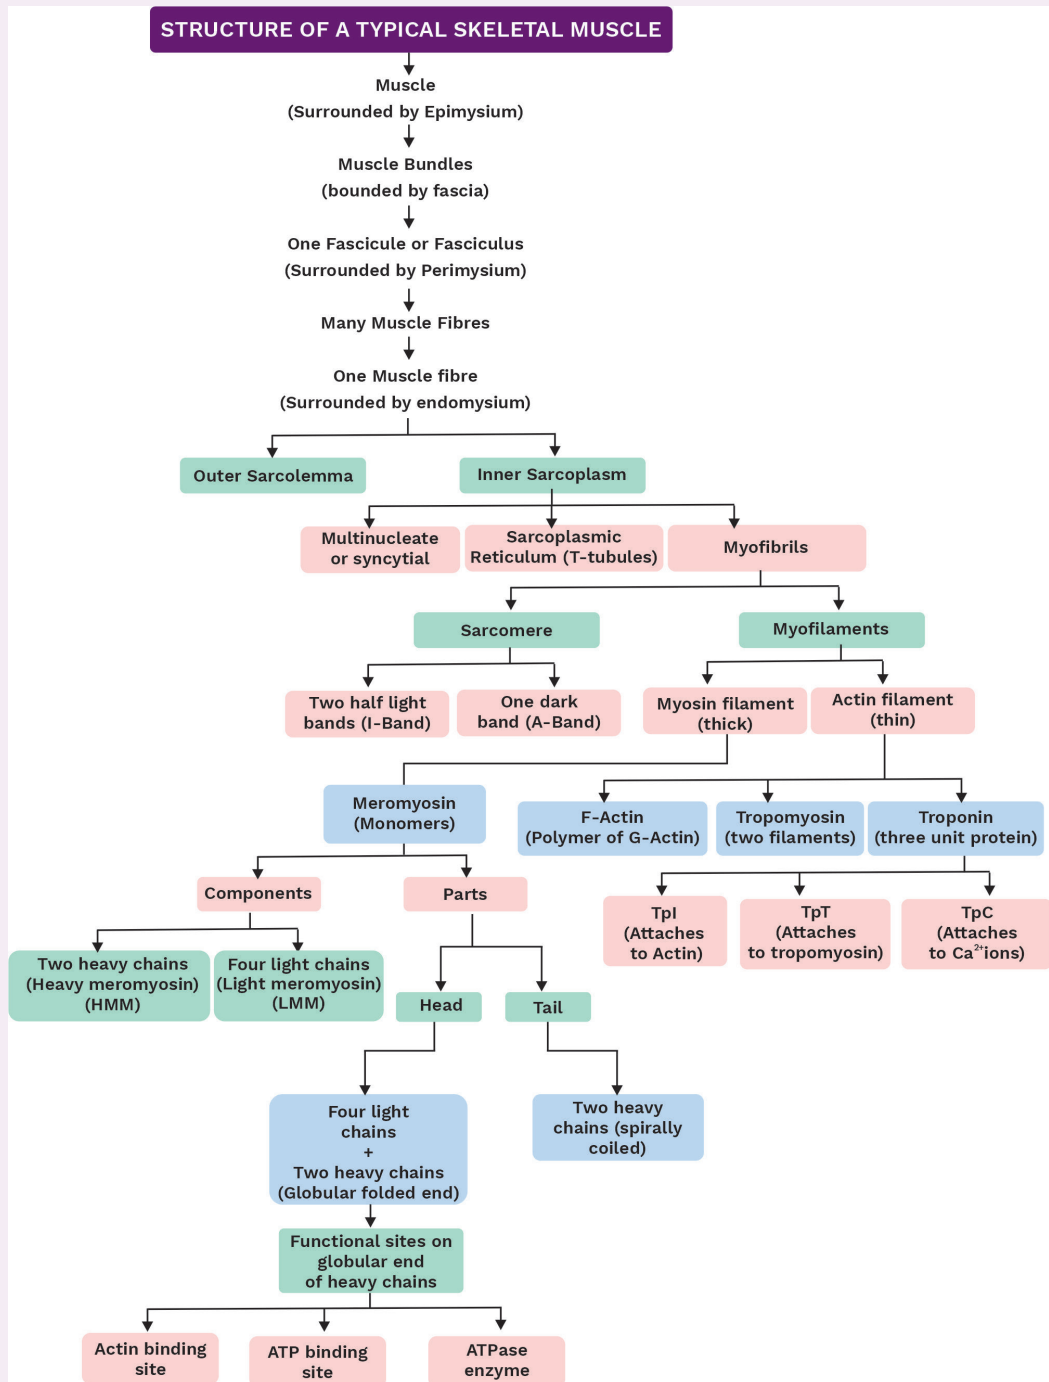 STRUCTURE OF A TYPICAL SKELETAL MUSCLE
Muscle
(Surrounded by Epimysium)
Muscle Bundles
(bounded by fascia)
One Fascicule or Fasciculus
(Surrounded by Perimysium)
Many Muscle Fibres
One Muscle fibre
(Surrounded by endomysium)
Outer Sarcolemma
Inner Sarcoplasm
Multinucleate
or syncytial
Sarcoplasmic
Reticulum (T-tubules)
Myofibrils
Sarcomere
Myofilaments
Two half light
bands (I-Band)
One dark
band (A-Band)
Myosin filament
(thick)
Actin filament
(thin)
Meromyosin
(Monomers)
F-Actin
(Polymer of G-Actin)
Tropomyosin
(two filaments)
Troponin
(three unit protein)
Components
Parts
TpI
(Attaches
to Actin)
TpT
(Attaches
to tropomyosin)
TpC
(Attaches
to Ca²⁺ions)
Two heavy chains
(Heavy meromyosin)
(HMM)
Four light chains
(Light meromyosin)
(LMM)
Head
Tail
Four light
chains
+
Two heavy chains
(Globular folded end)
Two heavy
chains (spirally
coiled)
Functional sites on
globular end
of heavy chains
Actin binding
site
ATP binding
site
ATPase
enzyme